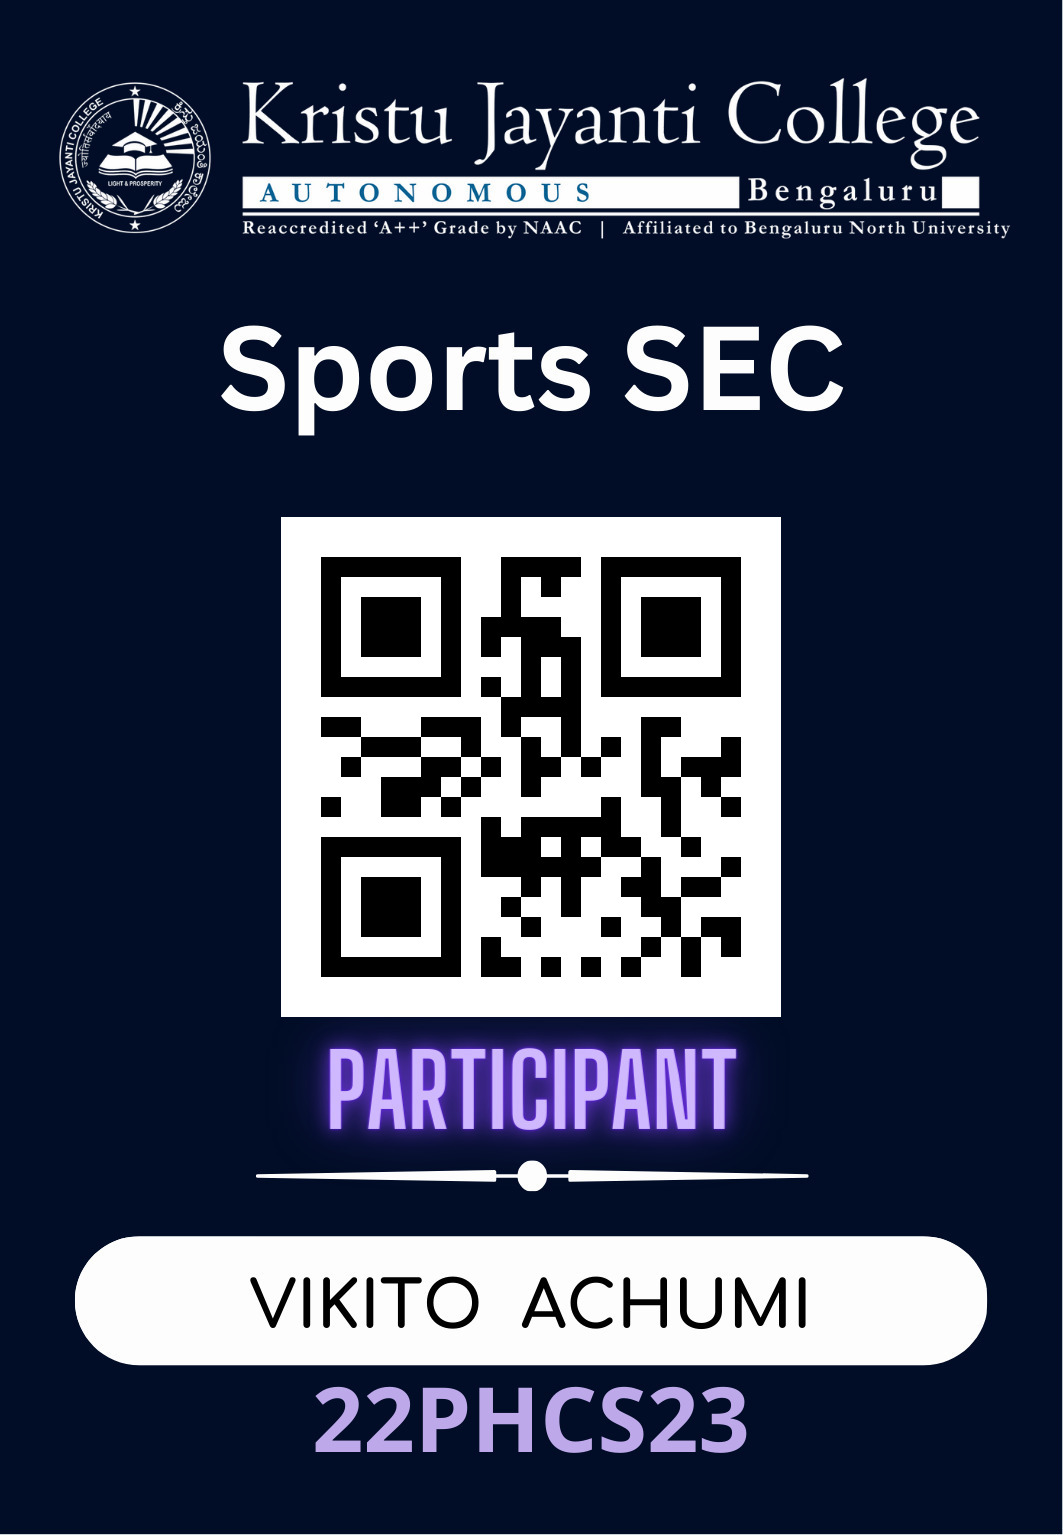 KRISTU JAYANTI COLLEGE
LIGHT & PROSPERITY
Kristu Jayanti College
AUTONOMOUS Bengaluru
Reaccredited ‘A++’ Grade by NAAC | Affiliated to Bengaluru North University
Sports SEC
PARTICIPANT
VIKITO ACHUMI
22PHCS23